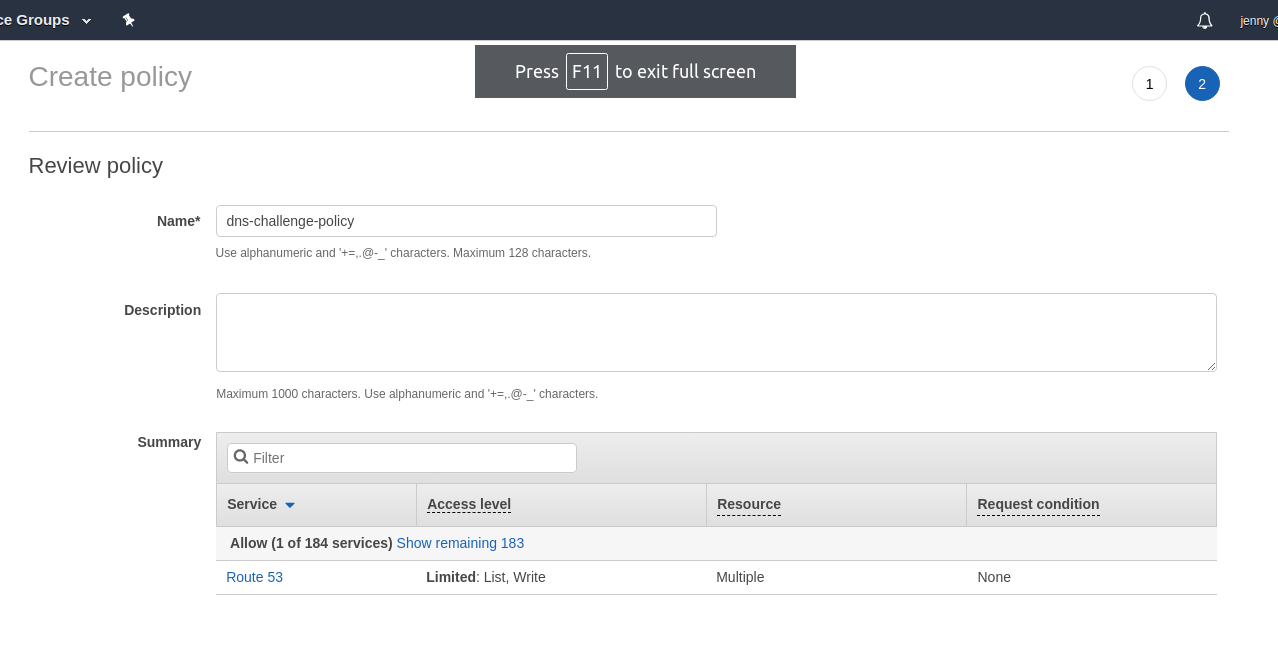 ce Groups
jenny @
Press F11 to exit full screen
Create policy
1 2
Review policy
Name* dns-challenge-policy
Use alphanumeric and '+=,.@-_' characters. Maximum 128 characters.
Description
Maximum 1000 characters. Use alphanumeric and '+=,.@-_' characters.
Summary
Filter
Service Access level Resource Request condition
Allow (1 of 184 services) Show remaining 183
Route 53 Limited: List, Write Multiple None